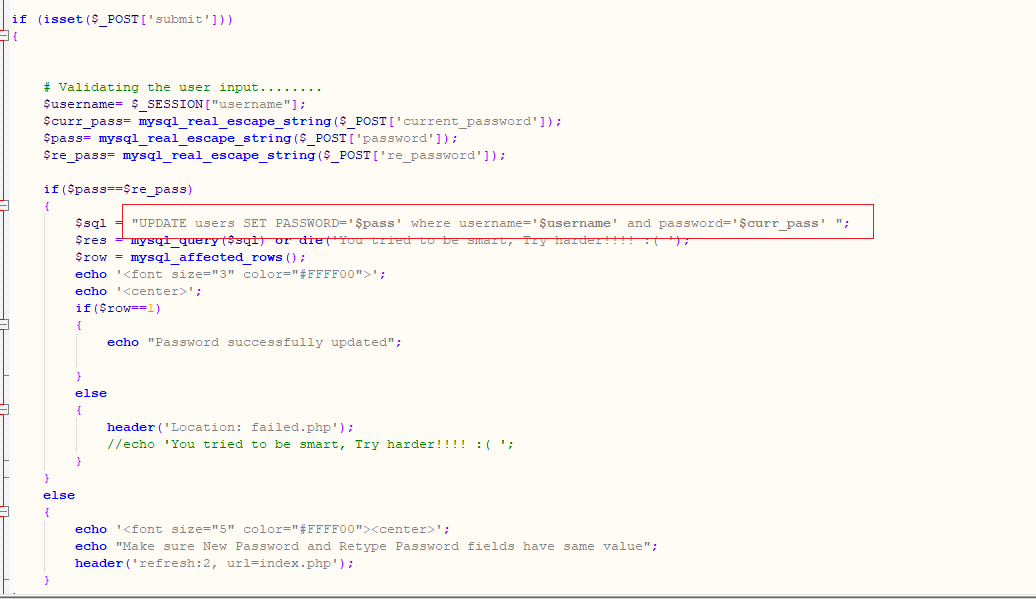 if (isset($_POST['submit']))
{
# Validating the user input........
$username= $_SESSION["username"];
$curr_pass= mysql_real_escape_string($_POST['current_password']);
$pass= mysql_real_escape_string($_POST['password']);
$re_pass= mysql_real_escape_string($_POST['re_password']);
if($pass==$re_pass)
{
$sql = "UPDATE users SET PASSWORD='$pass' where username='$username' and password='$curr_pass' ";
$res = mysql_query($sql) or die('You tried to be smart, Try harder!!!! :( ');
$row = mysql_affected_rows();
echo '<font size="3" color="#FFFF00">';
echo '<center>';
if($row==1)
{
echo "Password successfully updated";
}
else
{
header('Location: failed.php');
//echo 'You tried to be smart, Try harder!!!! :( ';
}
}
else
{
echo '<font size="5" color="#FFFF00"><center>';
echo "Make sure New Password and Retype Password fields have same value";
header('refresh:2, url=index.php');
}